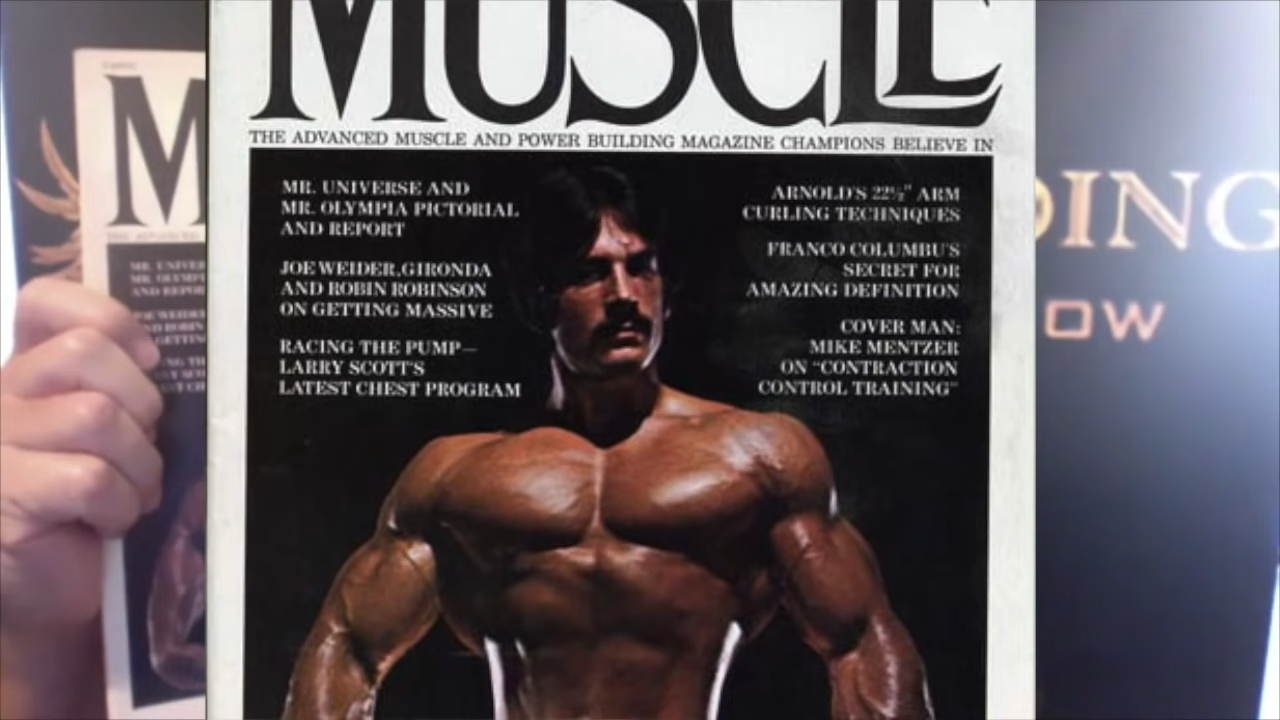 MUSCLE
THE ADVANCED MUSCLE AND POWER BUILDING MAGAZINE CHAMPIONS BELIEVE IN
MR. UNIVERSE AND
MR. OLYMPIA PICTORIAL
AND REPORT
JOE WEIDER,GIRONDA
AND ROBIN ROBINSON
ON GETTING MASSIVE
RACING THE PUMP—
LARRY SCOTT'S
LATEST CHEST PROGRAM
ARNOLD'S 22½" ARM
CURLING TECHNIQUES
FRANCO COLUMBU'S
SECRET FOR
AMAZING DEFINITION
COVER MAN:
MIKE MENTZER
ON "CONTRACTION
CONTROL TRAINING"
M
DING
OW